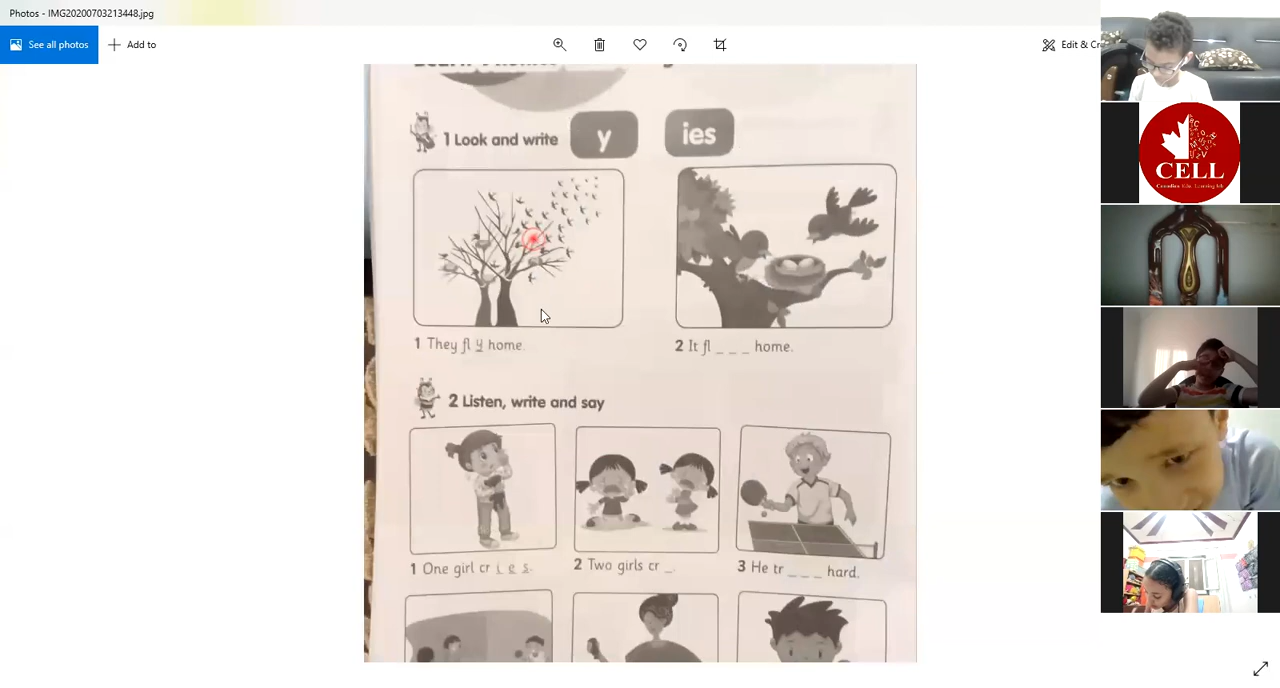 Photos - IMG20200703213448.jpg
See all photos
Add to
Edit &
1 Look and write y ies
1 They fl y home.
2 It fl _ _ _ home.
2 Listen, write and say
1 One girl cr i e s.
2 Two girls cr _.
3 He tr _ _ _ hard.
CELL